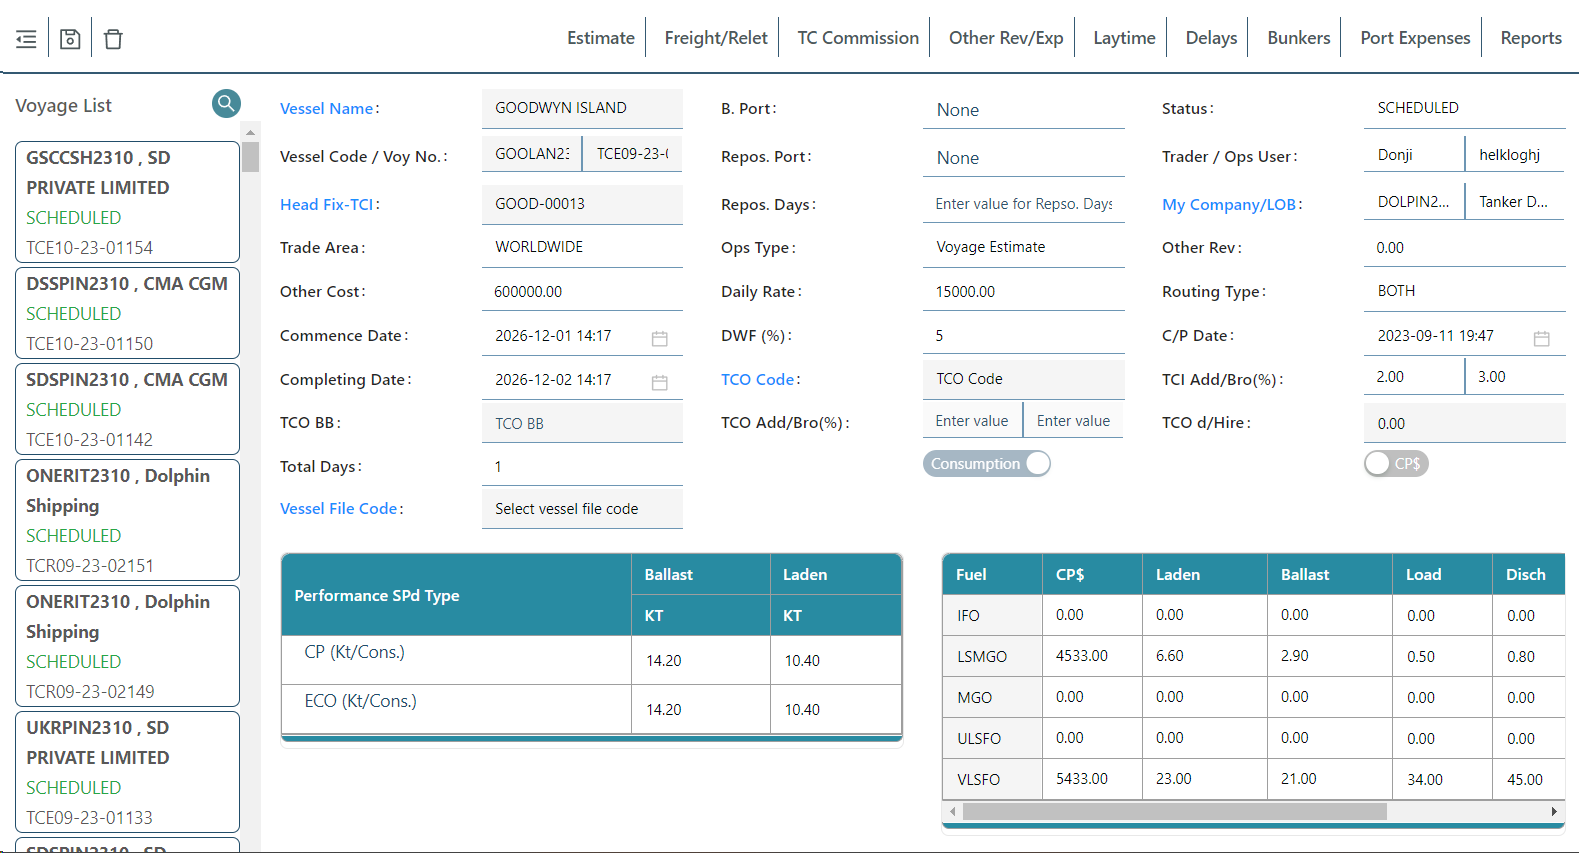 Estimate Freight/Relet TC Commission Other Rev/Exp Laytime Delays Bunkers Port Expenses Reports
Voyage List
GSCCSH2310 , SD
PRIVATE LIMITED
SCHEDULED
TCE10-23-01154
DSSPIN2310 , CMA CGM
SCHEDULED
TCE10-23-01150
SDSPIN2310 , CMA CGM
SCHEDULED
TCE10-23-01142
ONERIT2310 , Dolphin
Shipping
SCHEDULED
TCR09-23-02151
ONERIT2310 , Dolphin
Shipping
SCHEDULED
TCR09-23-02149
UKRPIN2310 , SD
PRIVATE LIMITED
SCHEDULED
TCE09-23-01133
SDSPIN2310 , SD
Vessel Name: GOODWYN ISLAND B. Port: None Status: SCHEDULED
Vessel Code / Voy No.: GOOLAN23 TCE09-23-0 Repos. Port: None Trader / Ops User: Donji helkloghj
Head Fix-TCI: GOOD-00013 Repos. Days: Enter value for Repso. Days My Company/LOB: DOLPIN2... Tanker D...
Trade Area: WORLDWIDE Ops Type: Voyage Estimate Other Rev: 0.00
Other Cost: 600000.00 Daily Rate: 15000.00 Routing Type: BOTH
Commence Date: 2026-12-01 14:17 DWF (%): 5 C/P Date: 2023-09-11 19:47
Completing Date: 2026-12-02 14:17 TCO Code: TCO Code TCI Add/Bro(%): 2.00 3.00
TCO BB: TCO BB TCO Add/Bro(%): Enter value Enter value TCO d/Hire: 0.00
Total Days: 1 Consumption CP$
Vessel File Code: Select vessel file code
Performance SPd Type Ballast Laden
KT KT
CP (Kt/Cons.) 14.20 10.40
ECO (Kt/Cons.) 14.20 10.40
Fuel CP$ Laden Ballast Load Disch
IFO 0.00 0.00 0.00 0.00 0.00
LSMGO 4533.00 6.60 2.90 0.50 0.80
MGO 0.00 0.00 0.00 0.00 0.00
ULSFO 0.00 0.00 0.00 0.00 0.00
VLSFO 5433.00 23.00 21.00 34.00 45.00